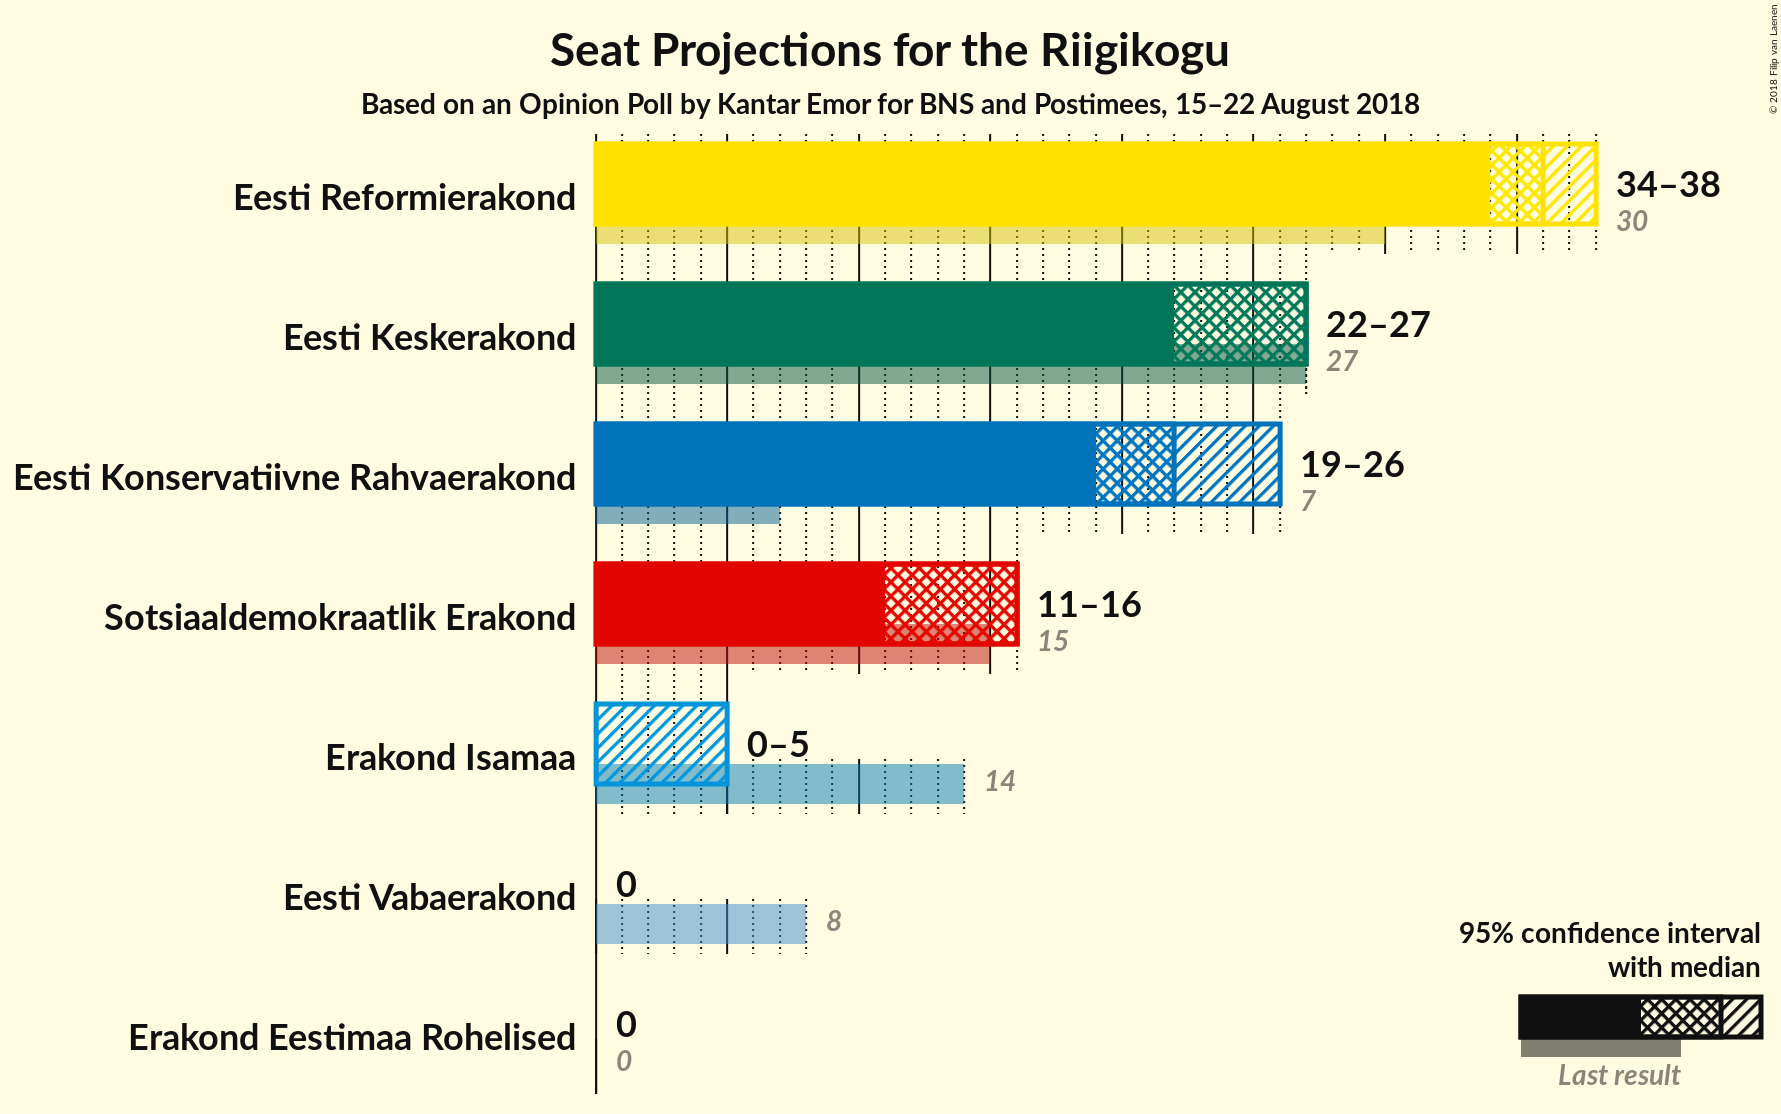 Seat Projections for the Riigikogu
Based on an Opinion Poll by Kantar Emor for BNS and Postimees, 15–22 August 2018
© 2018 Filip van Laenen
Eesti Reformierakond
34–38
30
Eesti Keskerakond
22–27
27
Eesti Konservatiivne Rahvaerakond
19–26
7
Sotsiaaldemokraatlik Erakond
11–16
15
Erakond Isamaa
0–5
14
Eesti Vabaerakond
0
8
Erakond Eestimaa Rohelised
0
0
95% confidence interval
with median
Last result